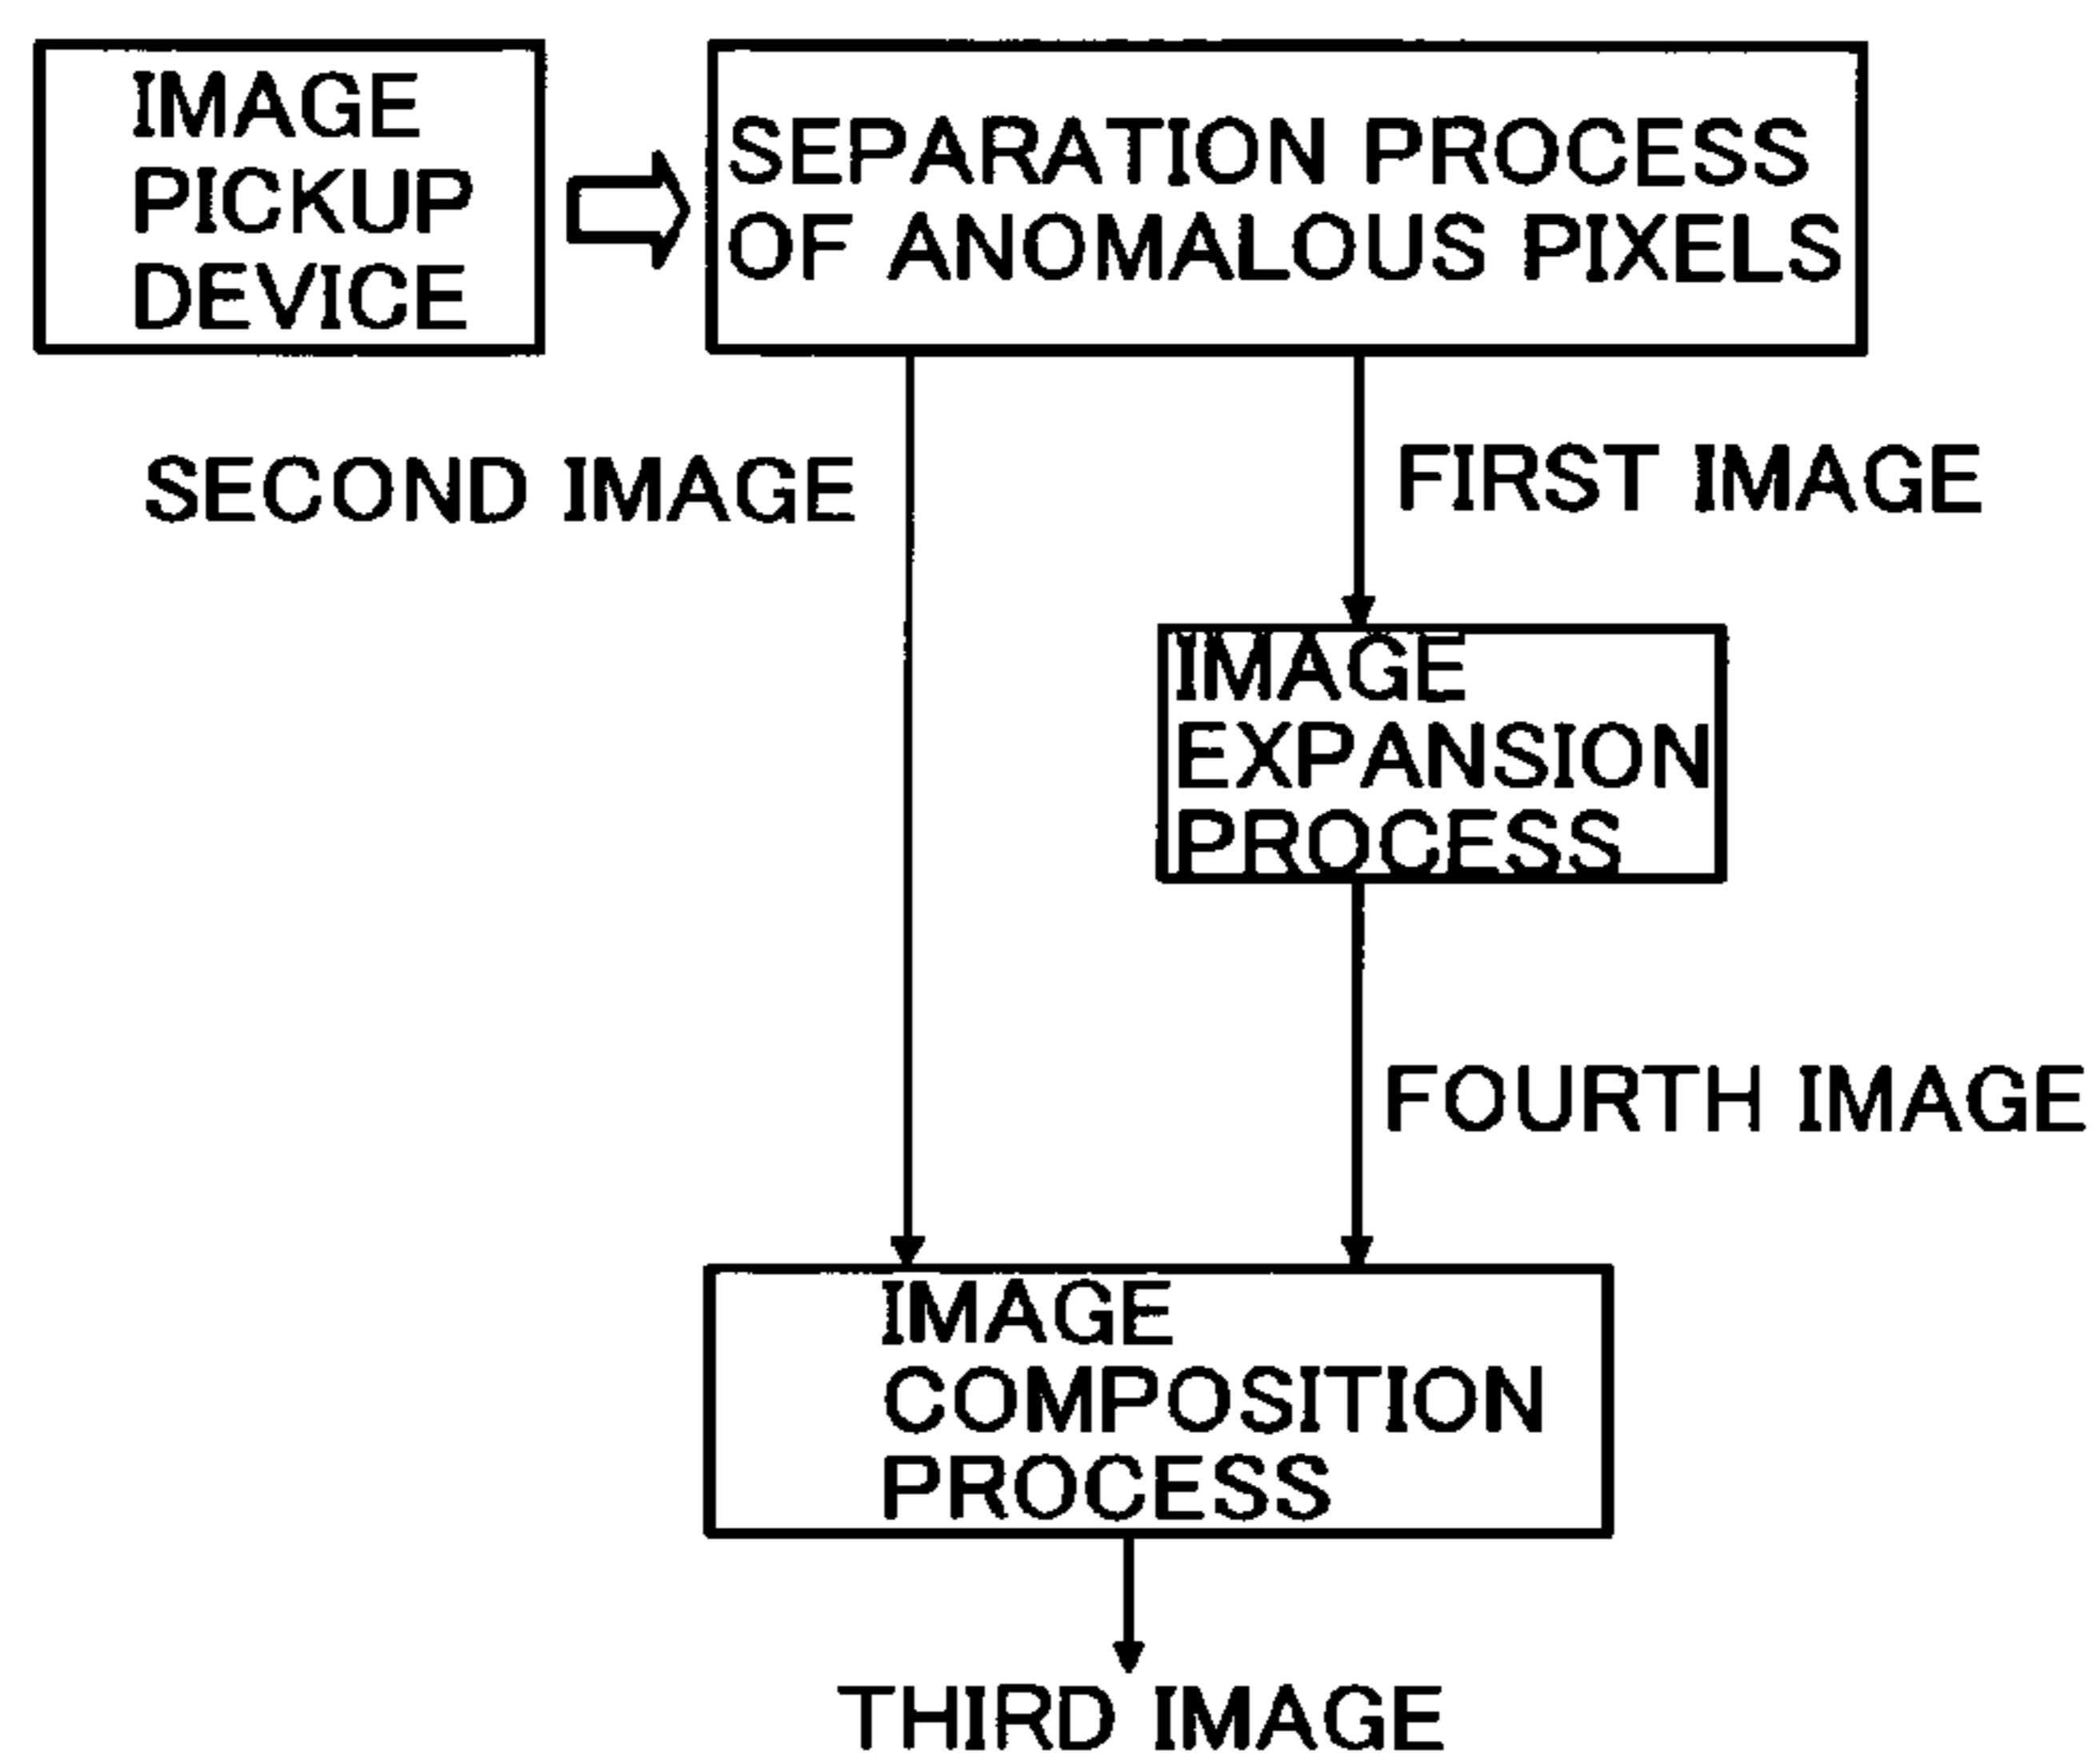 IMAGE
PICKUP
DEVICE
SEPARATION PROCESS
OF ANOMALOUS PIXELS
SECOND IMAGE
FIRST IMAGE
IMAGE
EXPANSION
PROCESS
FOURTH IMAGE
IMAGE
COMPOSITION
PROCESS
THIRD IMAGE